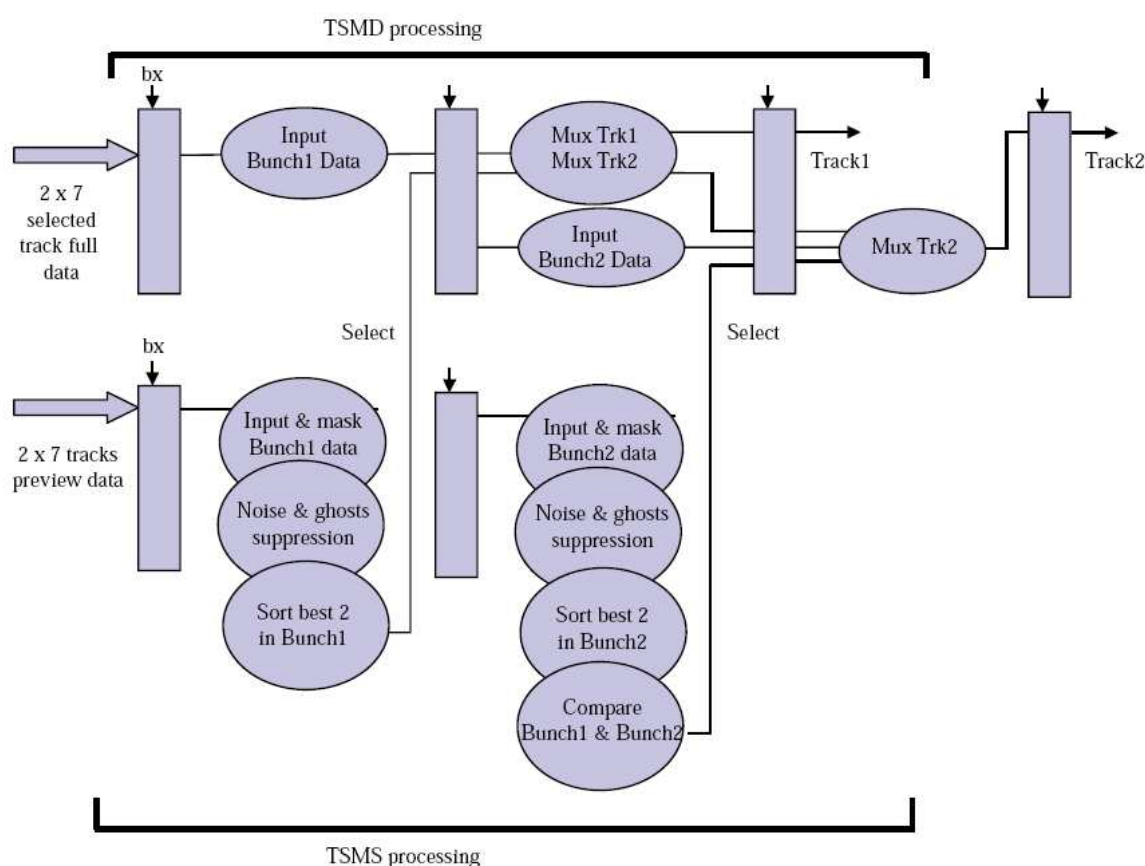 TSMD processing
bx
Input
Bunch1 Data
Mux Trk1
Mux Trk2
Track1
Track2
2 x 7
selected
track full
data
Input
Bunch2 Data
Mux Trk2
Select
Select
bx
2 x 7 tracks
preview data
Input & mask
Bunch1 data
Noise & ghosts
suppression
Sort best 2
in Bunch1
Input & mask
Bunch2 data
Noise & ghosts
suppression
Sort best 2
in Bunch2
Compare
Bunch1 & Bunch2
TSMS processing